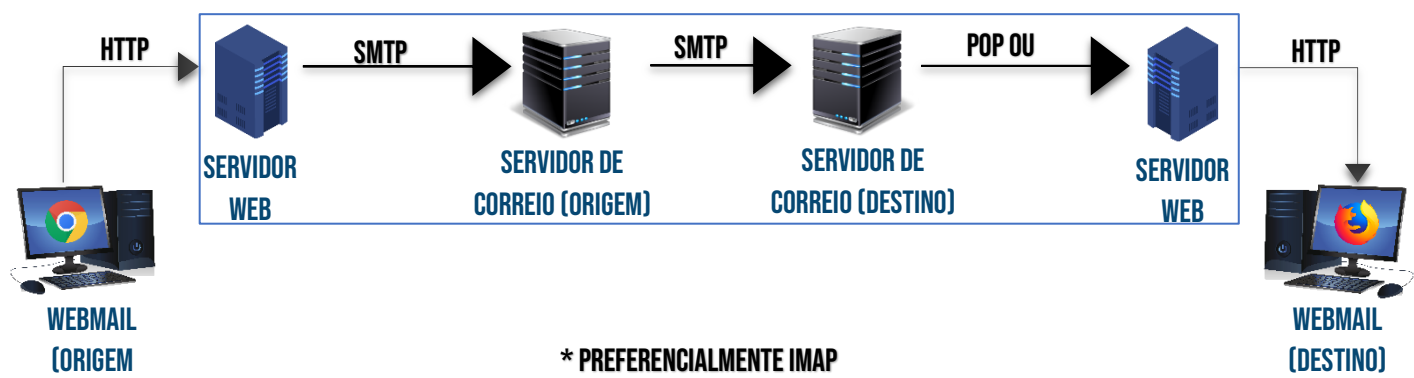 HTTP
SMTP
SMTP
POP OU
HTTP
SERVIDOR
WEB
SERVIDOR DE
CORREIO (ORIGEM)
SERVIDOR DE
CORREIO (DESTINO)
SERVIDOR
WEB
WEBMAIL
(ORIGEM
WEBMAIL
(DESTINO)
* PREFERENCIALMENTE IMAP